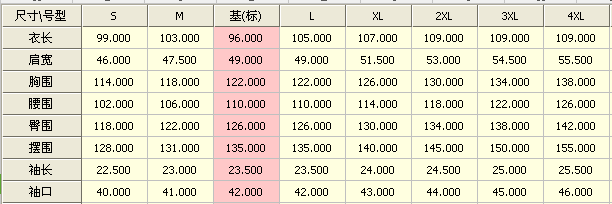 尺寸\号型 S M 基(标) L XL 2XL 3XL 4XL
衣长 99.000 103.000 96.000 105.000 107.000 109.000 109.000 109.000
肩宽 46.000 47.500 49.000 49.000 51.500 53.000 54.500 55.500
胸围 114.000 118.000 122.000 122.000 126.000 130.000 134.000 138.000
腰围 102.000 106.000 110.000 110.000 114.000 118.000 122.000 126.000
臀围 118.000 122.000 126.000 126.000 130.000 134.000 138.000 142.000
摆围 128.000 131.000 135.000 135.000 140.000 145.000 150.000 155.000
袖长 22.500 23.000 23.500 23.500 24.000 24.500 25.000 25.500
袖口 40.000 41.000 42.000 42.000 43.000 44.000 45.000 46.000